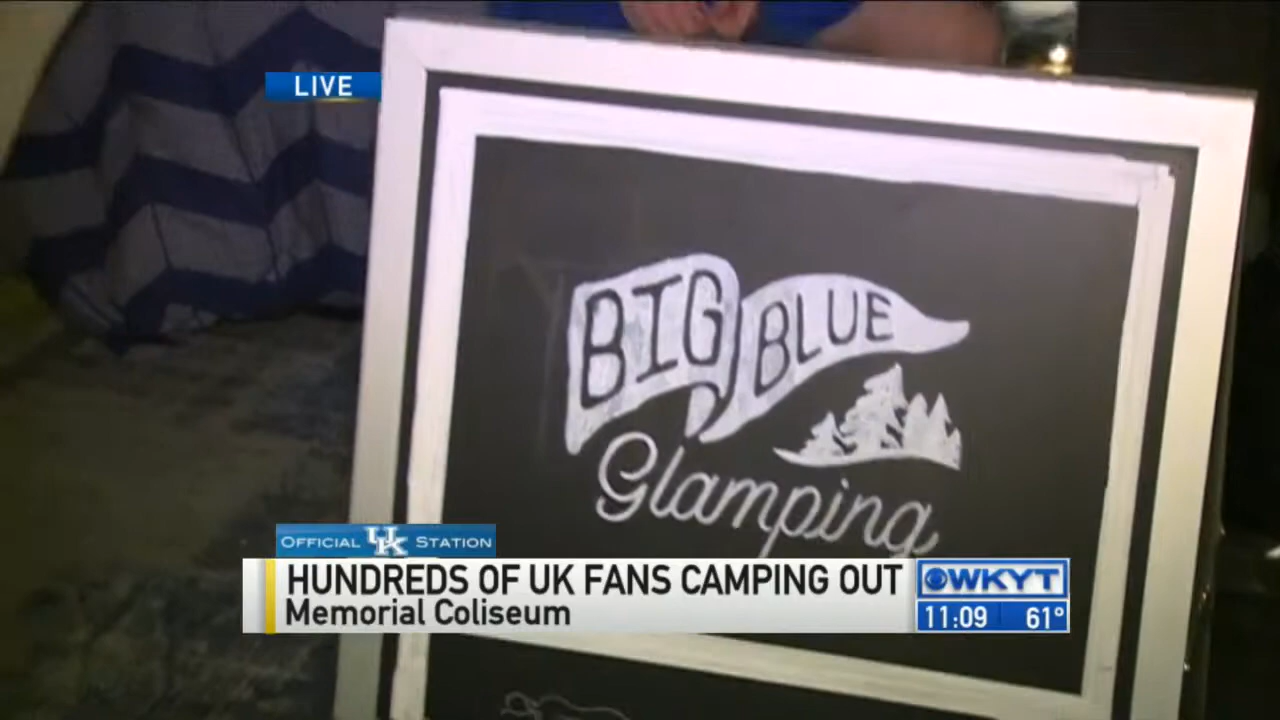 LIVE
BIG BLUE
Glamping
OFFICIAL UK STATION
HUNDREDS OF UK FANS CAMPING OUT
Memorial Coliseum
WKYT
11:09 61°